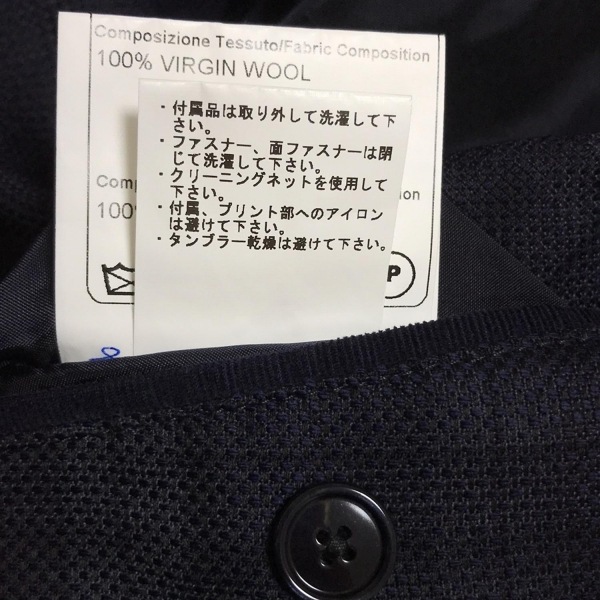 Composizione Tessuto/Fabric Composition
100% VIRGIN WOOL
・付属品は取り外して洗濯して下
さい。
・ファスナー、面ファスナーは閉
じて洗濯して下さい。
・クリーニングネットを使用して
下さい。
・付属、プリント部へのアイロン
は避けて下さい。
・タンブラー乾燥は避けて下さい。
Comp
ion
100%
P